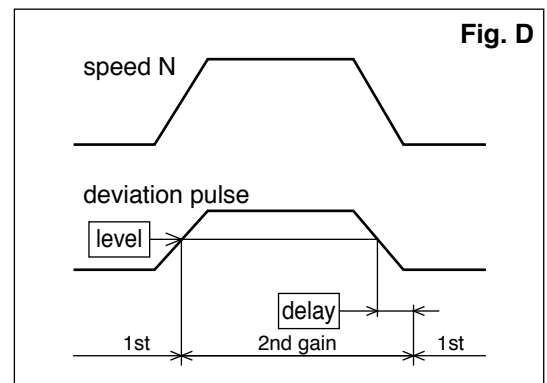 Fig. D
speed N
deviation pulse
level
delay
1st 2nd gain 1st